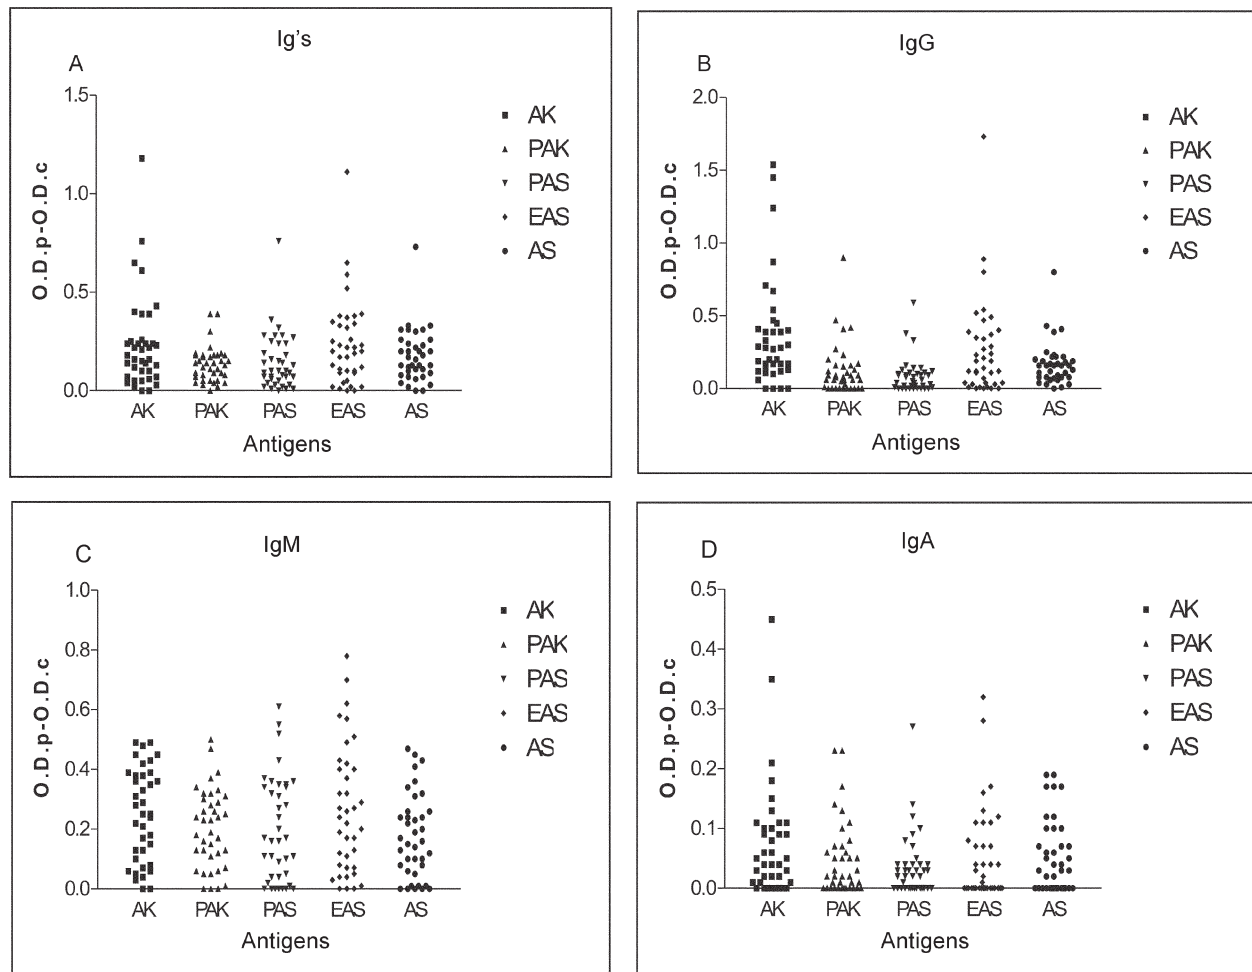 Ig's
A
1.5
1.0
0.5
0.0
O.D.p-O.D.c
AK
PAK
PAS
EAS
AS
AK PAK PAS EAS AS
Antigens
IgG
B
2.0
1.5
1.0
0.5
0.0
O.D.p-O.D.c
AK
PAK
PAS
EAS
AS
AK PAK PAS EAS AS
Antigens
IgM
C
1.0
0.8
0.6
0.4
0.2
0.0
O.D.p-O.D.c
AK
PAK
PAS
EAS
AS
AK PAK PAS EAS AS
Antigens
IgA
D
0.5
0.4
0.3
0.2
0.1
0.0
O.D.p-O.D.c
AK
PAK
PAS
EAS
AS
AK PAK PAS EAS AS
Antigens